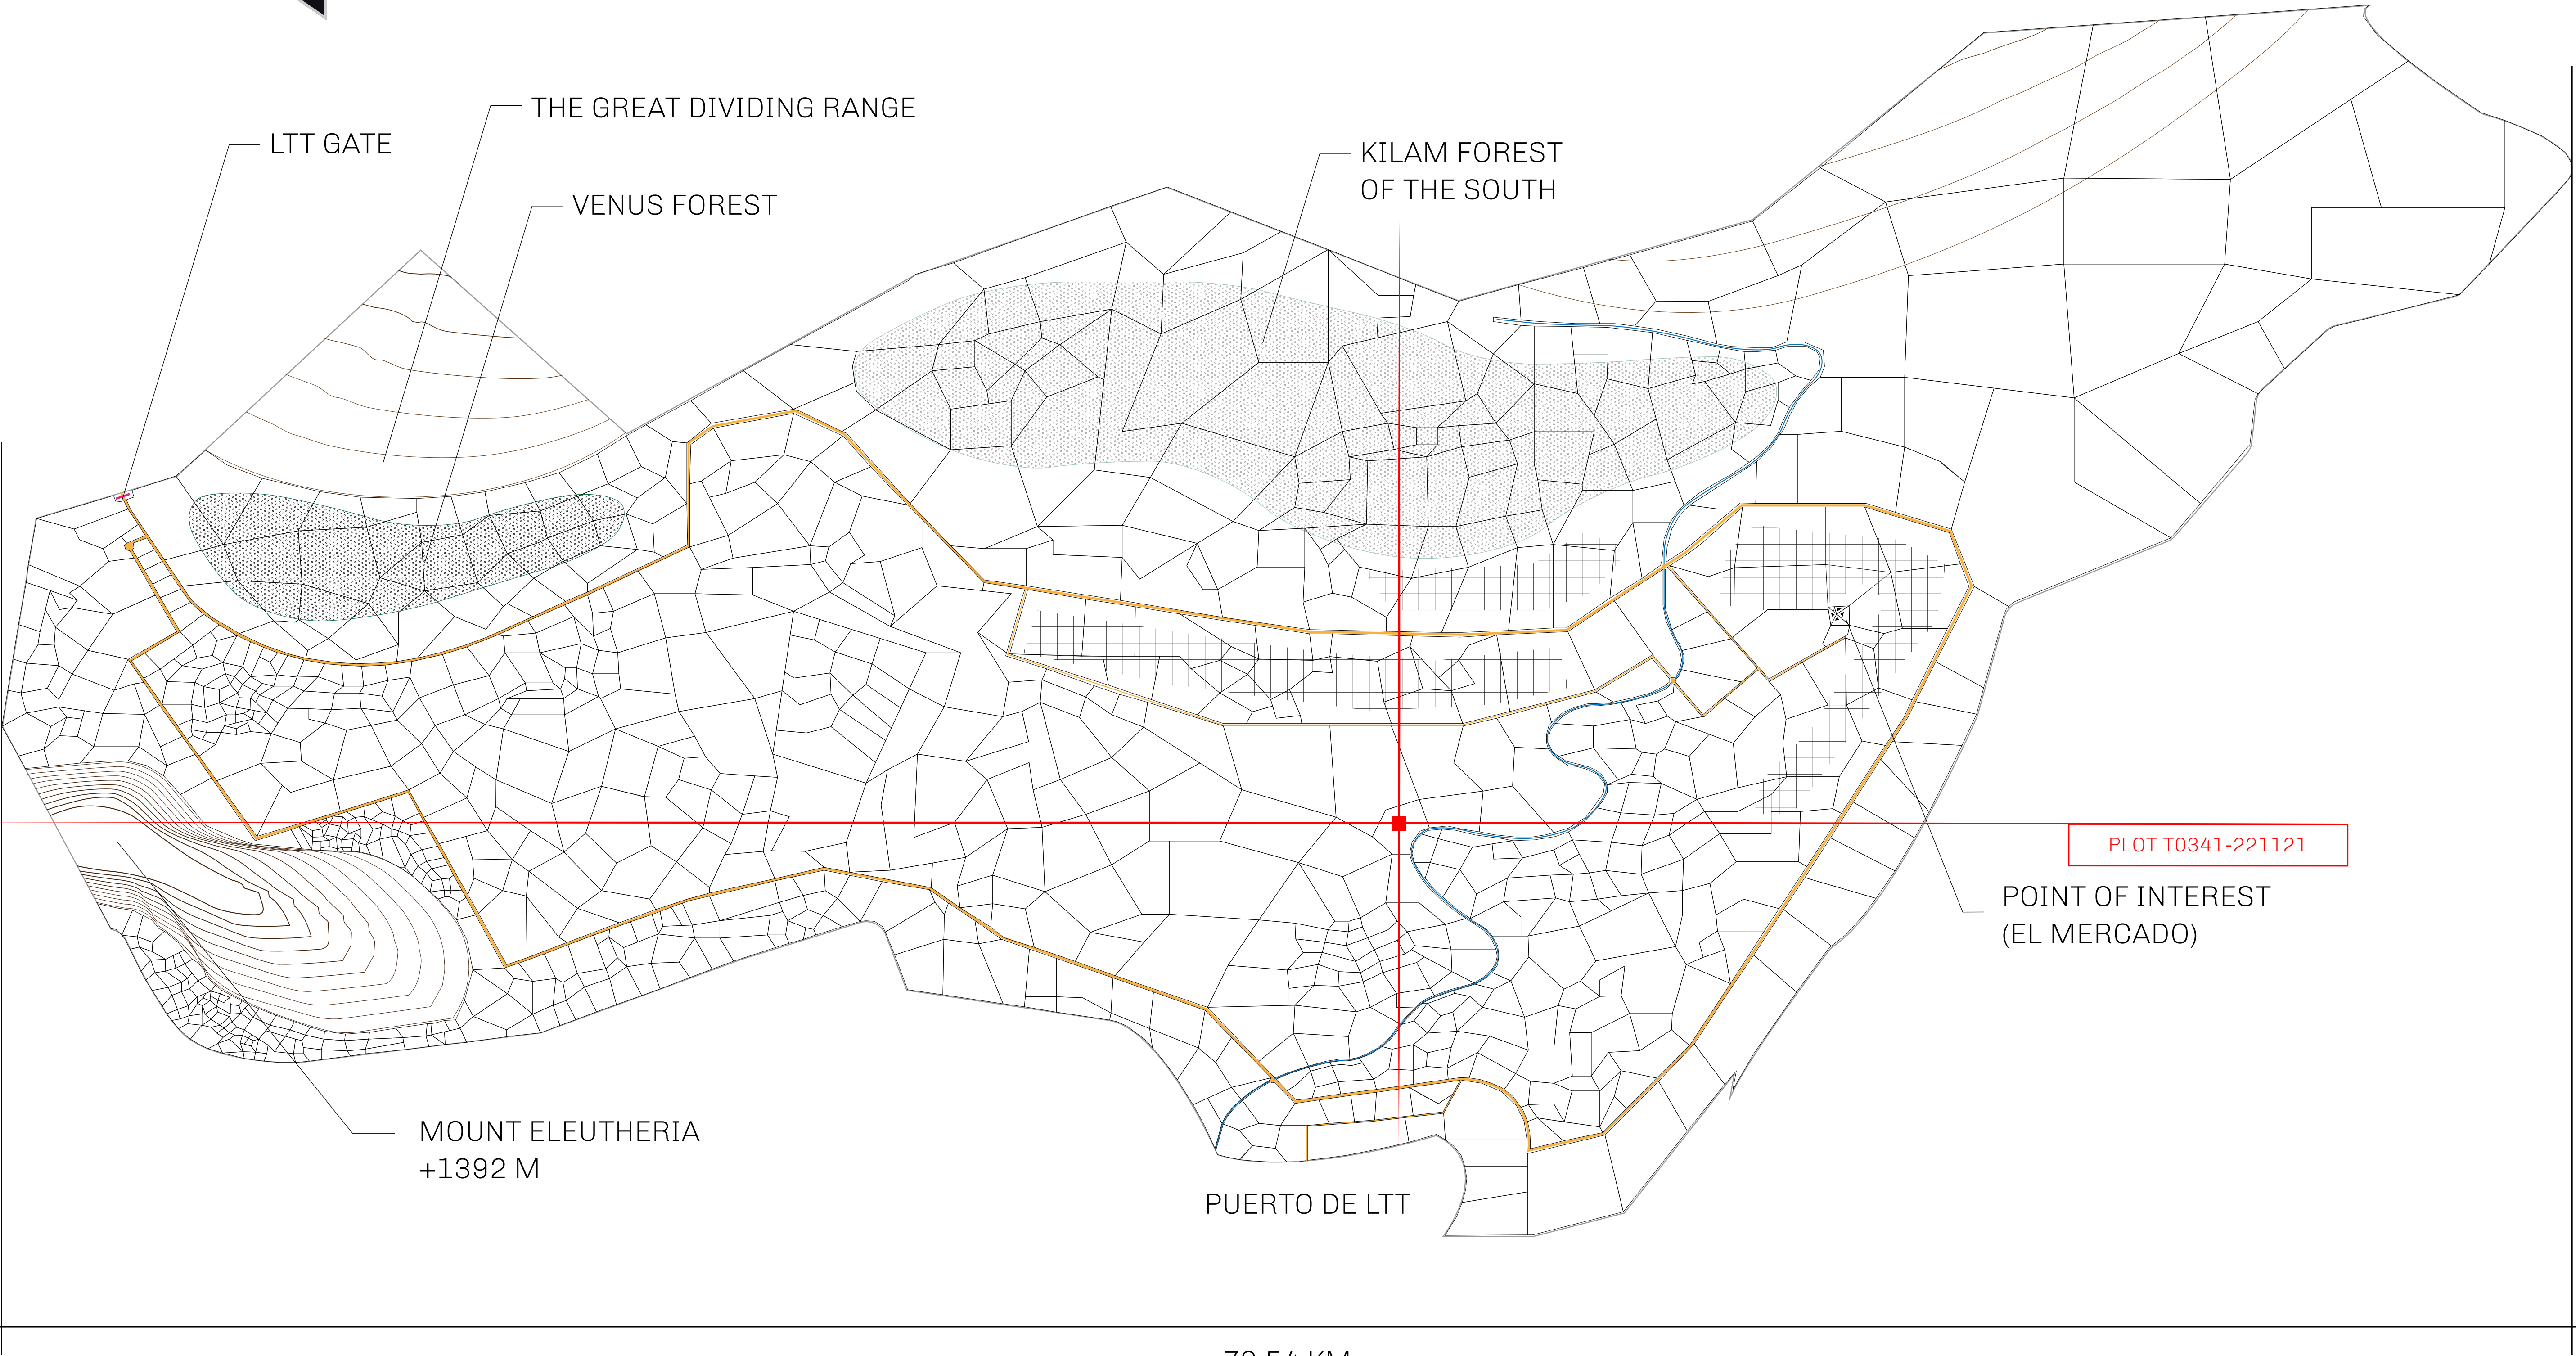 THE GREAT DIVIDING RANGE
LTT GATE
KILAM FOREST
OF THE SOUTH
VENUS FOREST
PLOT T0341-221121
POINT OF INTEREST
(EL MERCADO)
MOUNT ELEUTHERIA
+1392 M
PUERTO DE LTT